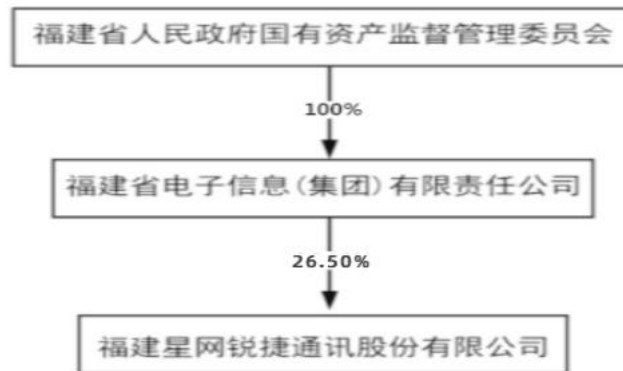 福建省人民政府国有资产监督管理委员会
100%
福建省电子信息(集团)有限责任公司
26.50%
福建星网锐捷通讯股份有限公司